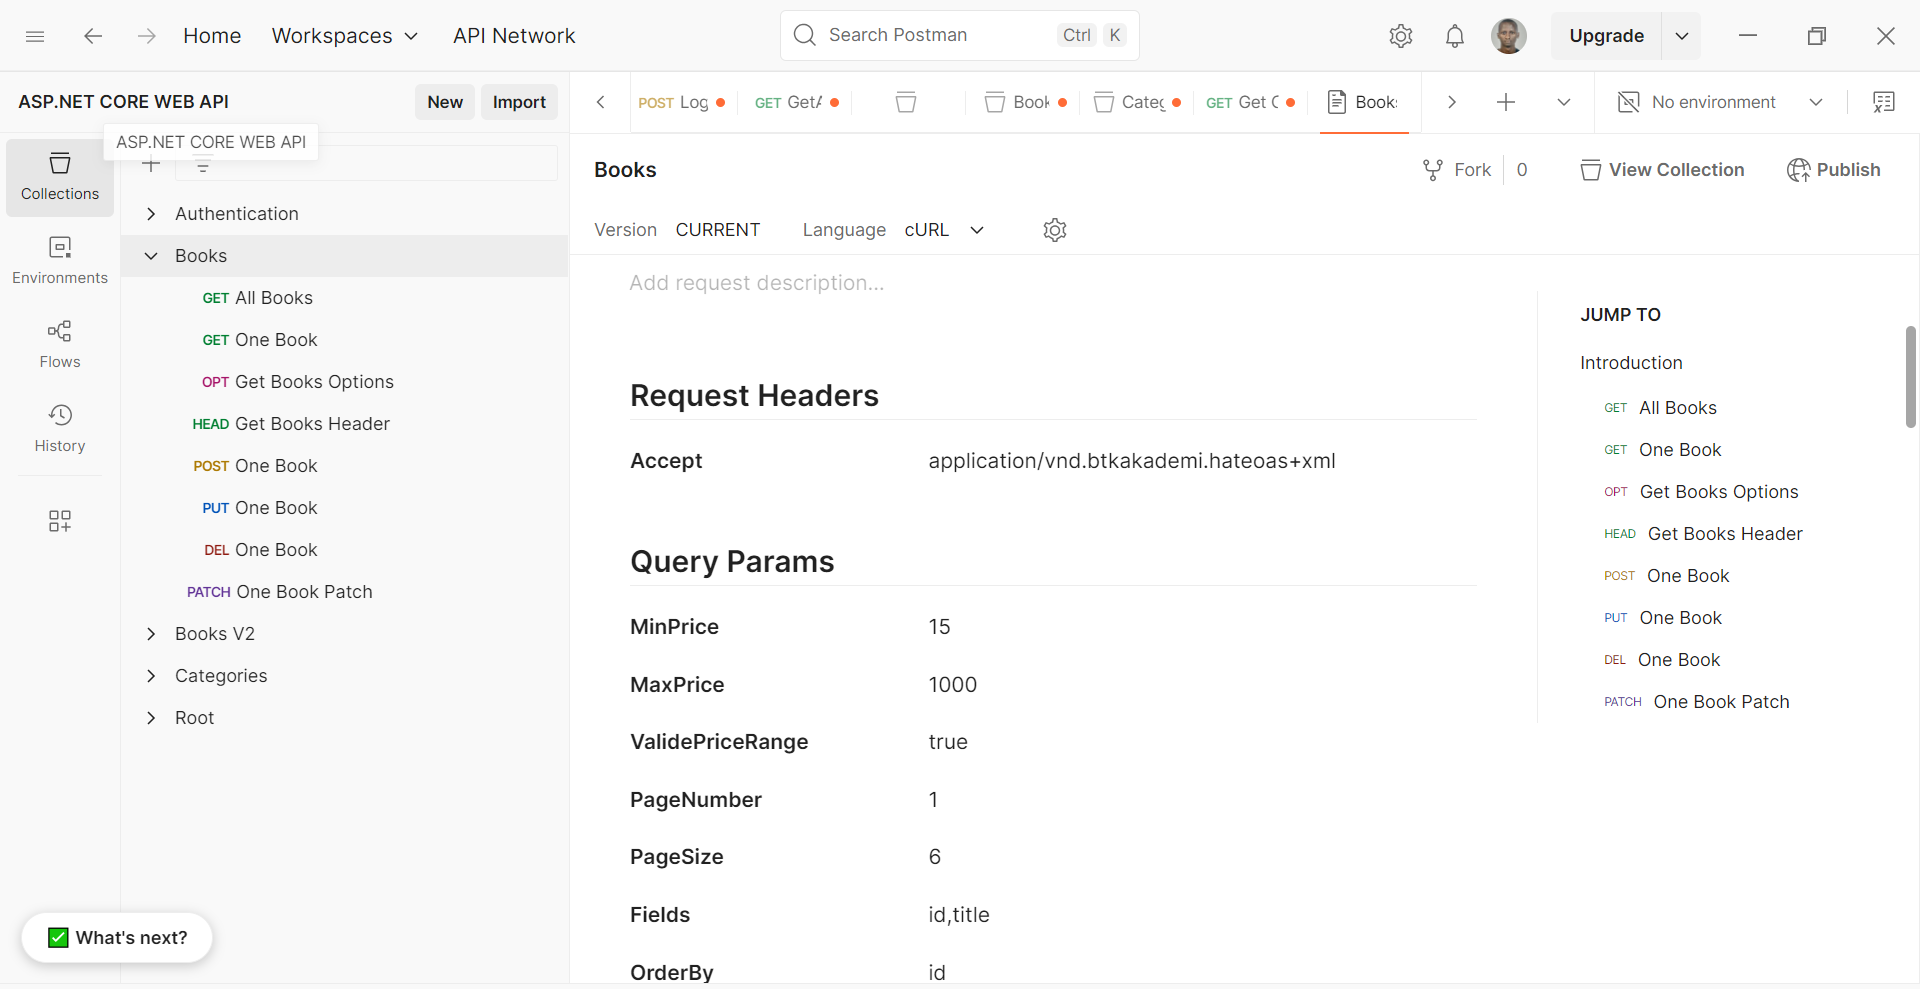 Home
Workspaces
API Network
Search Postman
Ctrl
K
Upgrade
ASP.NET CORE WEB API
New
Import
ASP.NET CORE WEB API
POST Log
GET GetA
Book
Categ
GET Get C
Books
No environment
Collections
Environments
Flows
History
Authentication
Books
GET All Books
GET One Book
OPT Get Books Options
HEAD Get Books Header
POST One Book
PUT One Book
DEL One Book
PATCH One Book Patch
Books V2
Categories
Root
What's next?
Books
Fork
0
View Collection
Publish
Version CURRENT
Language cURL
Add request description...
Request Headers
Accept application/vnd.btkakademi.hateoas+xml
Query Params
MinPrice 15
MaxPrice 1000
ValidePriceRange true
PageNumber 1
PageSize 6
Fields id,title
OrderBy id
JUMP TO
Introduction
GET All Books
GET One Book
OPT Get Books Options
HEAD Get Books Header
POST One Book
PUT One Book
DEL One Book
PATCH One Book Patch